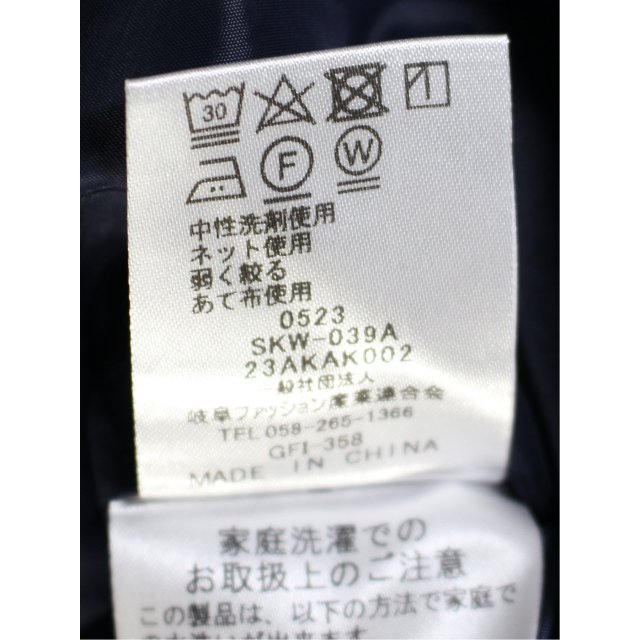 30
F W
中性洗剤使用
ネット使用
弱く絞る
あて布使用
0523
SKW-039A
23AKAK002
一般社団法人
岐阜ファッション産業連合会
TEL058-265-1366
GFI-358
MADE IN CHINA
家庭洗濯での
お取扱上のご注意
この製品は、以下の方法で家庭で